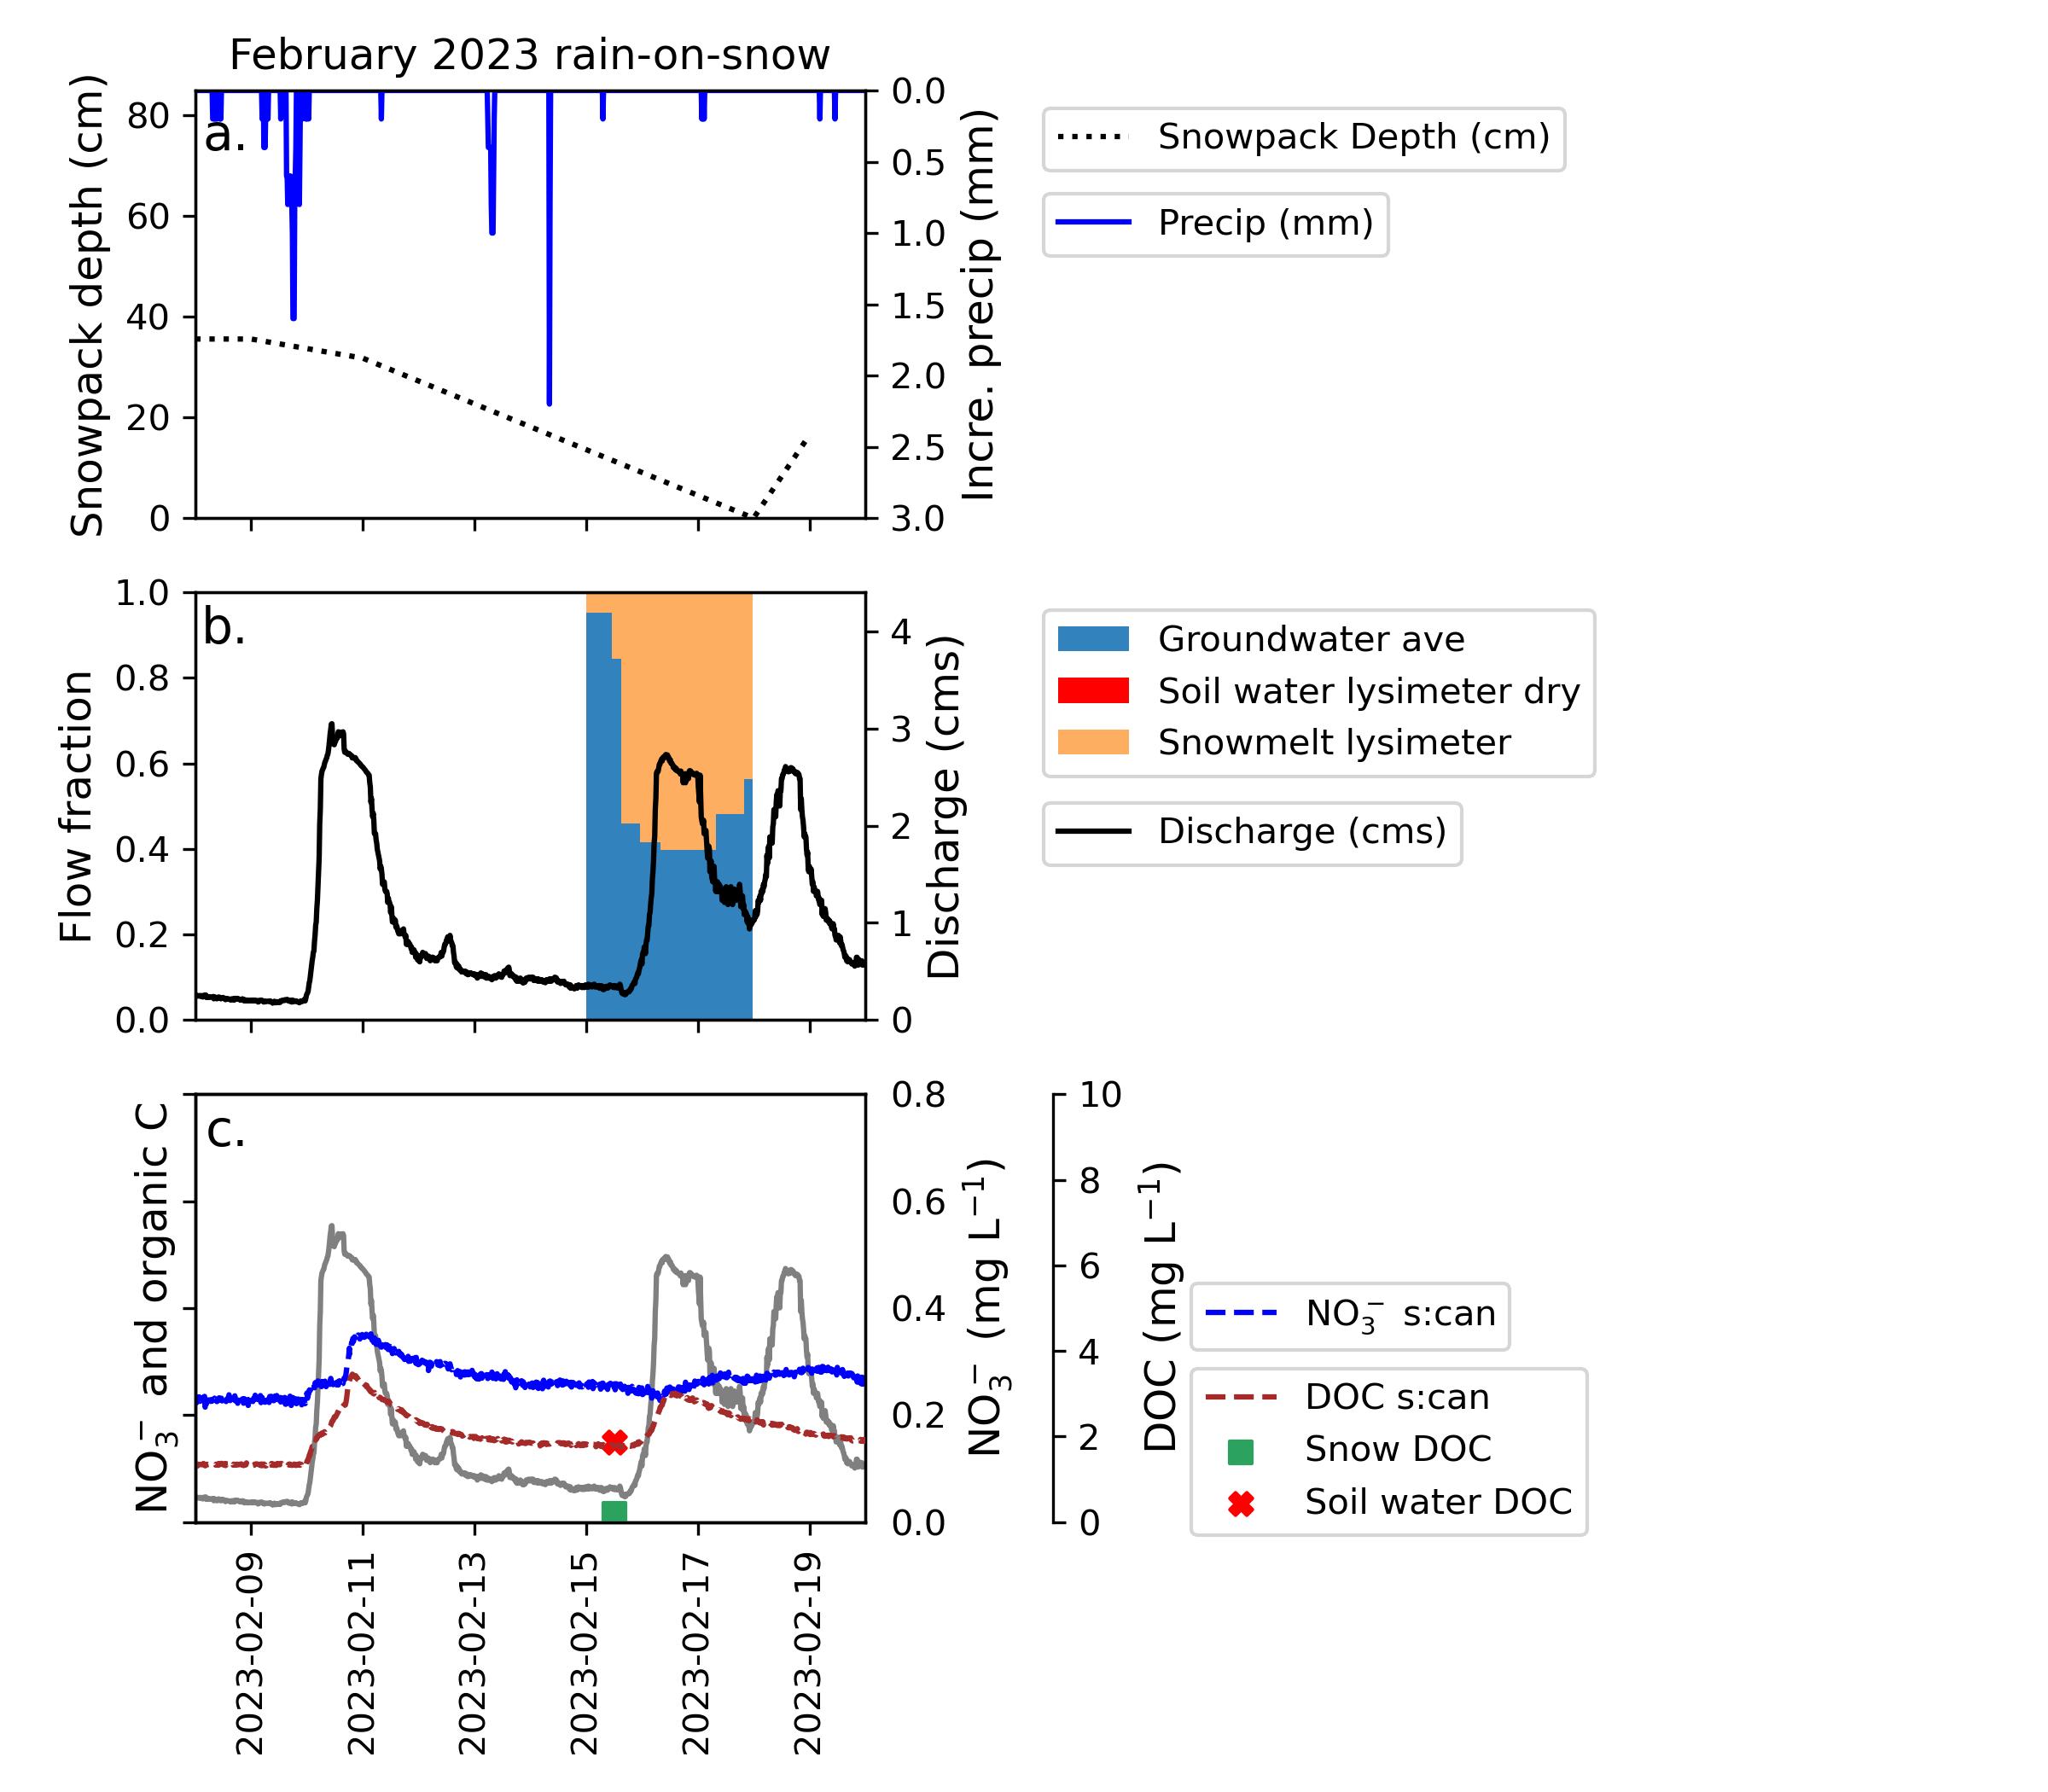 February 2023 rain-on-snow
a.
Snowpack depth (cm)
80
60
40
20
0
0.0
0.5
1.0
1.5
2.0
2.5
3.0
Incre. precip (mm)
Snowpack Depth (cm)
Precip (mm)
b.
Flow fraction
1.0
0.8
0.6
0.4
0.2
0.0
4
3
2
1
0
Discharge (cms)
Groundwater ave
Soil water lysimeter dry
Snowmelt lysimeter
Discharge (cms)
c.
NO₃⁻ and organic C
0.8
0.6
0.4
0.2
0.0
NO₃⁻ (mg L⁻¹)
10
8
6
4
2
0
DOC (mg L⁻¹)
NO₃⁻ s:can
DOC s:can
Snow DOC
Soil water DOC
2023-02-09
2023-02-11
2023-02-13
2023-02-15
2023-02-17
2023-02-19